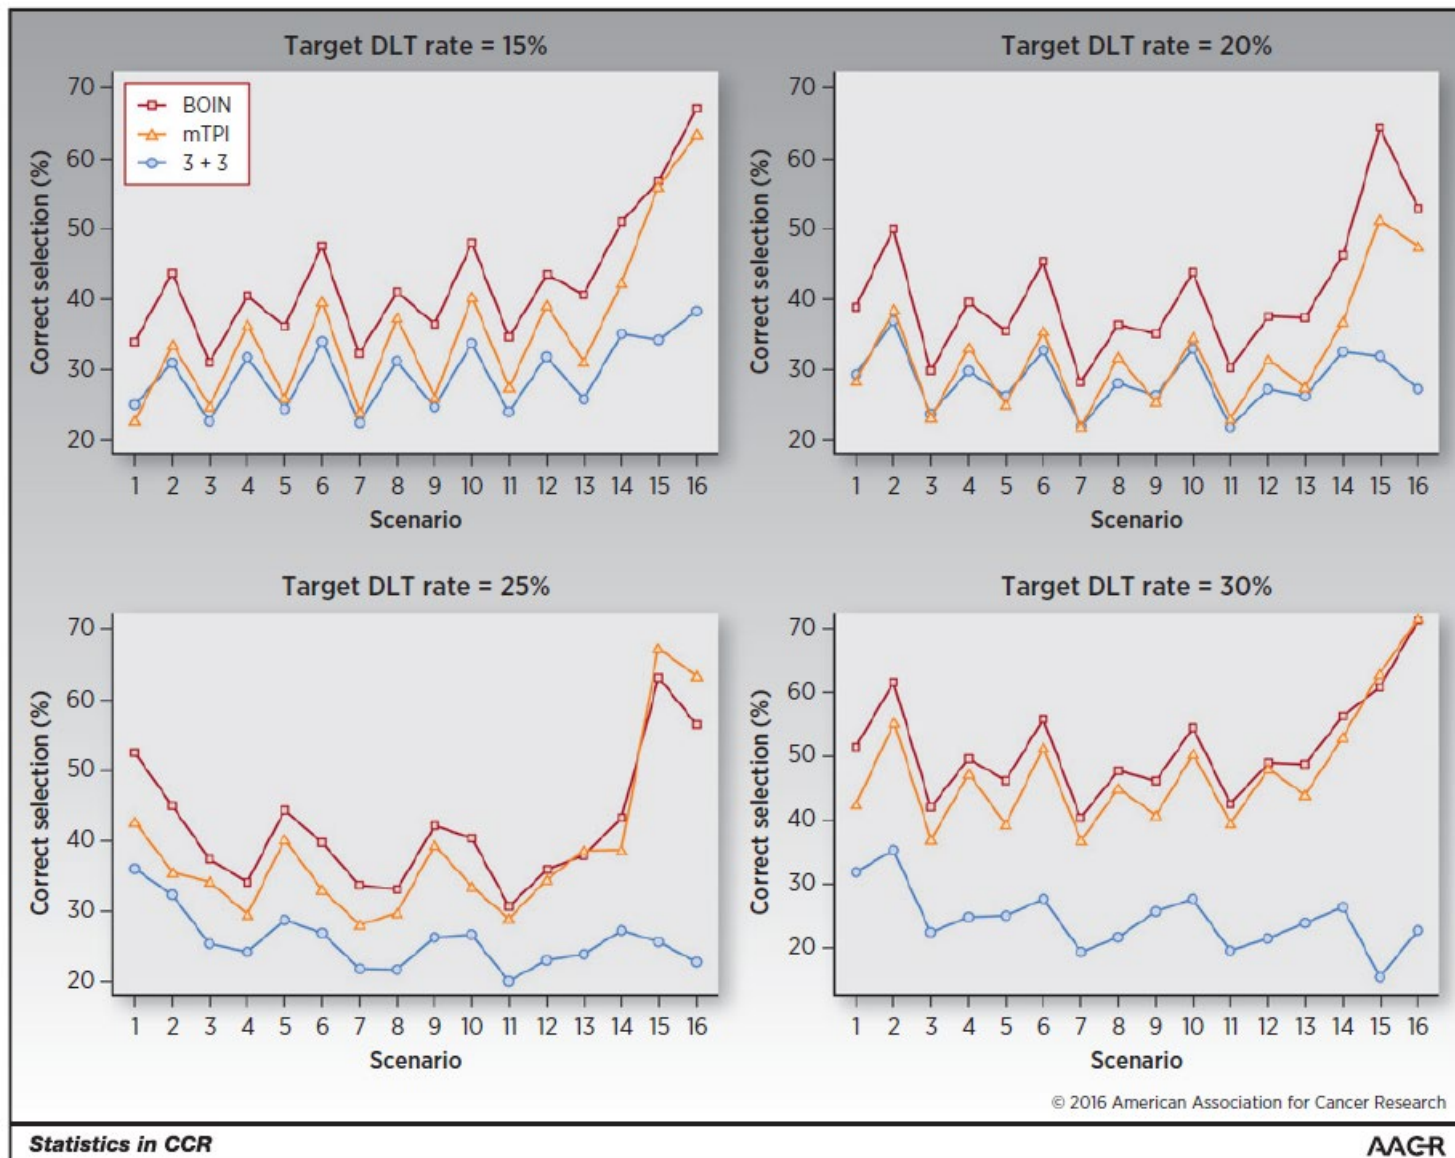 Target DLT rate = 15%
Correct selection (%)
70
60
50
40
30
20
BOIN
mTPI
3 + 3
1 2 3 4 5 6 7 8 9 10 11 12 13 14 15 16
Scenario
Target DLT rate = 20%
Correct selection (%)
70
60
50
40
30
20
1 2 3 4 5 6 7 8 9 10 11 12 13 14 15 16
Scenario
Target DLT rate = 25%
Correct selection (%)
70
60
50
40
30
20
1 2 3 4 5 6 7 8 9 10 11 12 13 14 15 16
Scenario
Target DLT rate = 30%
Correct selection (%)
70
60
50
40
30
20
1 2 3 4 5 6 7 8 9 10 11 12 13 14 15 16
Scenario
© 2016 American Association for Cancer Research
Statistics in CCR
AACR